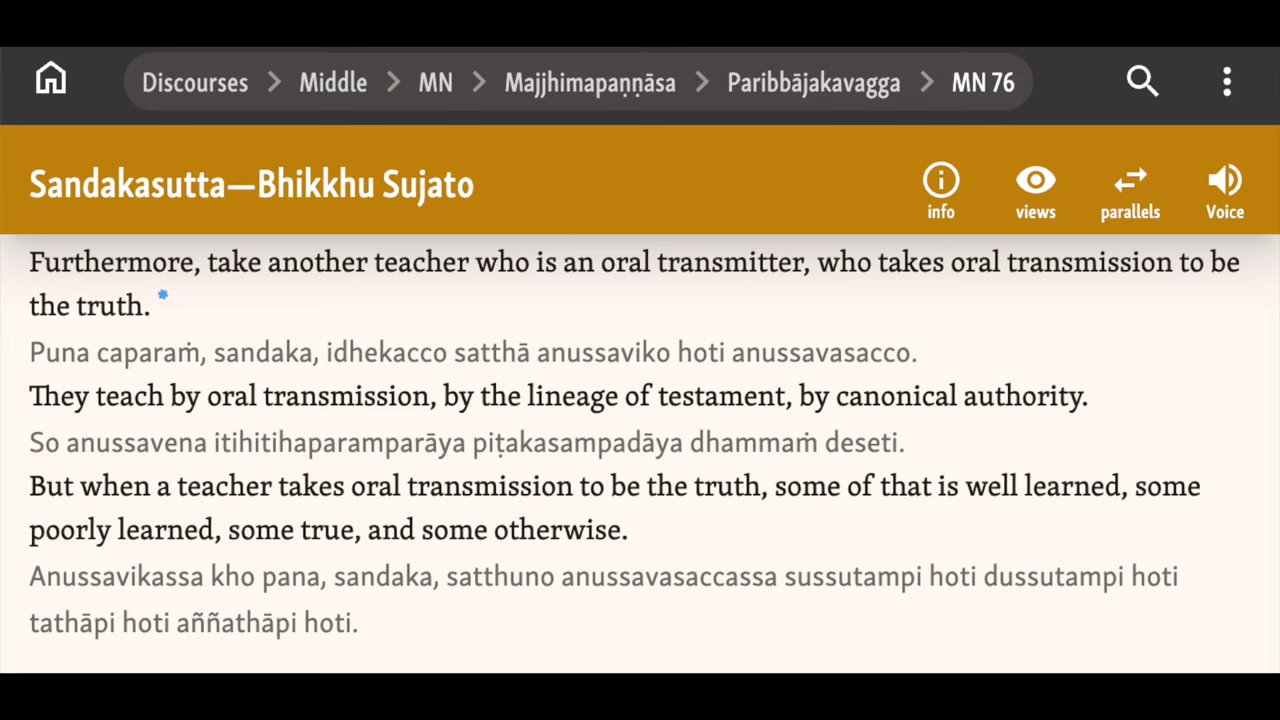 Discourses > Middle > MN > Majjhimapaṇṇāsa > Paribbājakavagga > MN 76
Sandakasutta—Bhikkhu Sujato
info views parallels Voice
Furthermore, take another teacher who is an oral transmitter, who takes oral transmission to be
the truth. *
Puna caparaṁ, sandaka, idhekacco satthā anussaviko hoti anussavasacco.
They teach by oral transmission, by the lineage of testament, by canonical authority.
So anussavena itihitihaparamparāya piṭakasampadāya dhammaṁ deseti.
But when a teacher takes oral transmission to be the truth, some of that is well learned, some
poorly learned, some true, and some otherwise.
Anussavikassa kho pana, sandaka, satthuno anussavasaccassa sussutampi hoti dussutampi hoti
tathāpi hoti aññathāpi hoti.